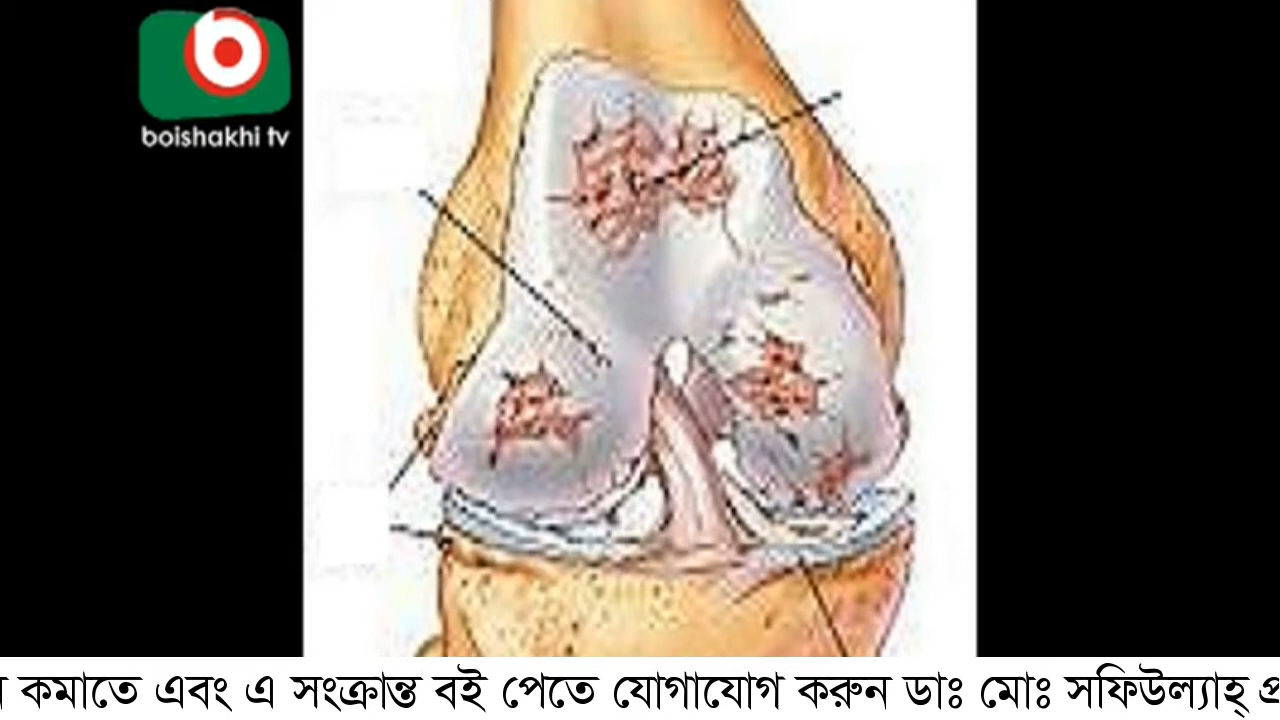 boishakhi tv
কমাতে এবং এ সংক্রান্ত বই পেতে যোগাযোগ করুন ডাঃ মোঃ সফিউল্যাহ্